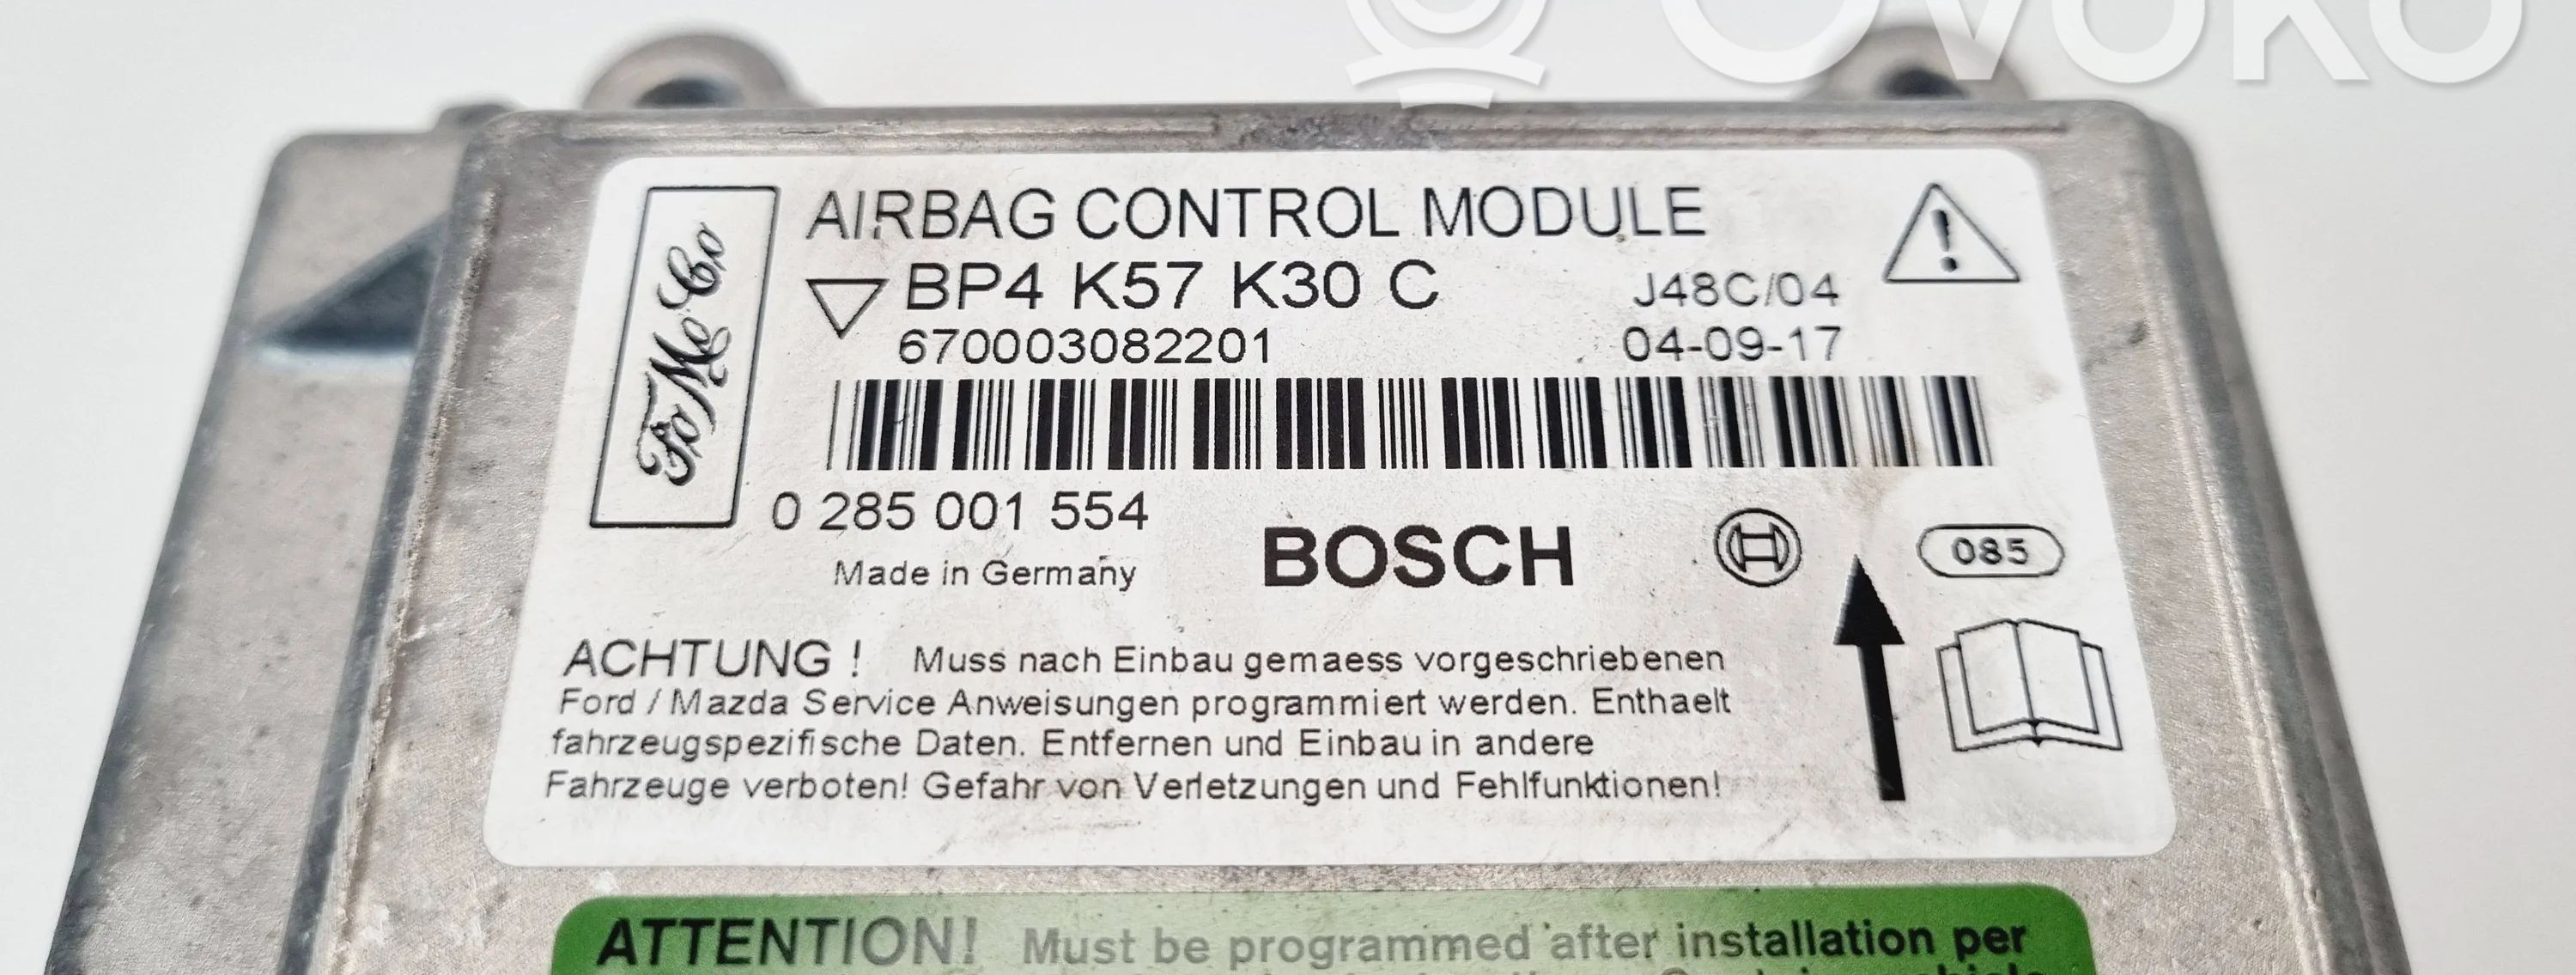 OVOKO
FoMoCo
AIRBAG CONTROL MODULE
BP4 K57 K30 C
J48C/04
670003082201
04-09-17
0 285 001 554
Made in Germany
BOSCH
085
ACHTUNG ! Muss nach Einbau gemaess vorgeschriebenen
Ford / Mazda Service Anweisungen programmiert werden. Enthaelt
fahrzeugspezifische Daten. Entfernen und Einbau in andere
Fahrzeuge verboten! Gefahr von Verletzungen und Fehlfunktionen!
ATTENTION! Must be programmed after installation per